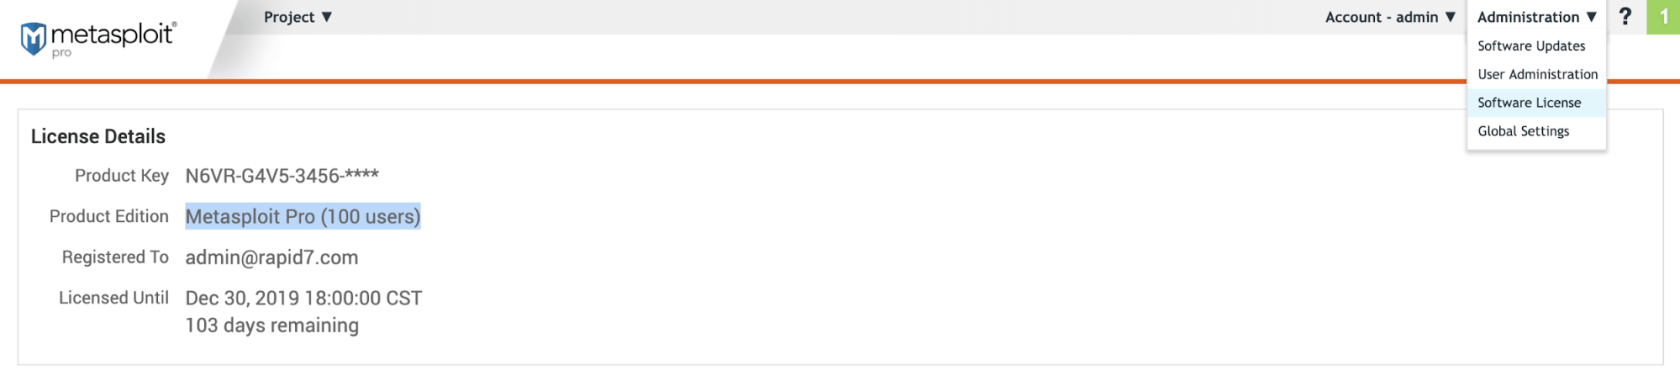 metasploit®
pro
Project ▼
Account - admin ▼
Administration ▼
?
1
Software Updates
User Administration
Software License
Global Settings
License Details
Product Key N6VR-G4V5-3456-****
Product Edition Metasploit Pro (100 users)
Registered To admin@rapid7.com
Licensed Until Dec 30, 2019 18:00:00 CST
103 days remaining